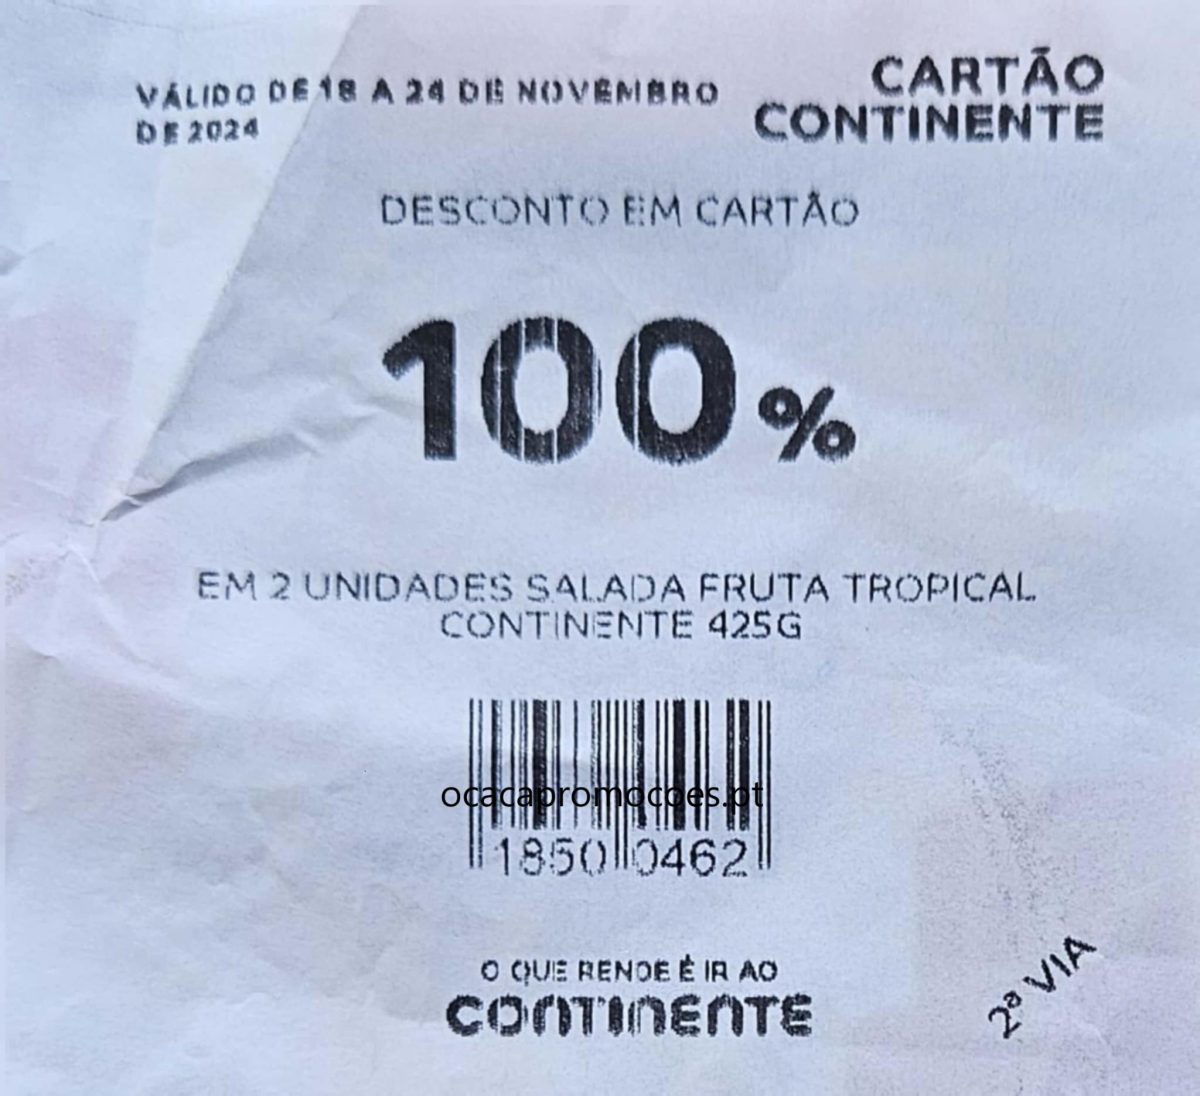 VÁLIDO DE 18 A 24 DE NOVEMBRO
DE 2024
CARTÃO
CONTINENTE
DESCONTO EM CARTÃO
100%
EM 2 UNIDADES SALADA FRUTA TROPICAL
CONTINENTE 425G
ocacapromocoes.pt
1850 0462
O QUE RENDE É IR AO
CONTINENTE
2ª VIA